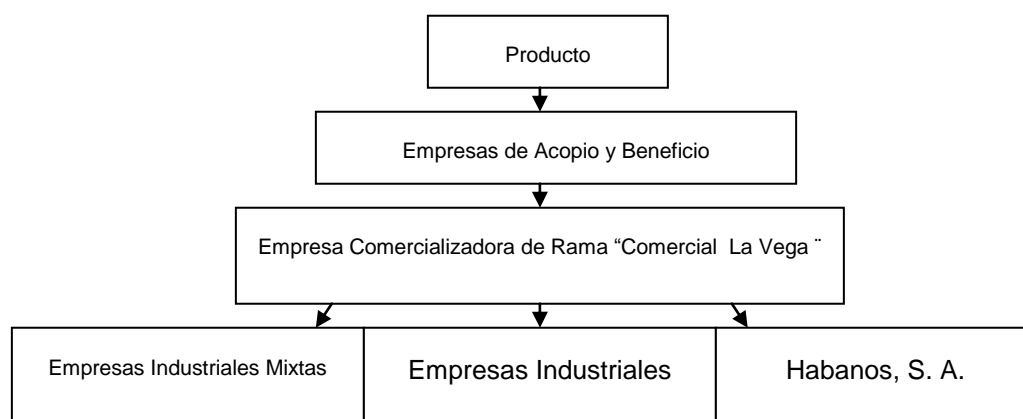 Producto
Empresas de Acopio y Beneficio
Empresa Comercializadora de Rama “Comercial La Vega ¨
Empresas Industriales Mixtas
Empresas Industriales
Habanos, S. A.